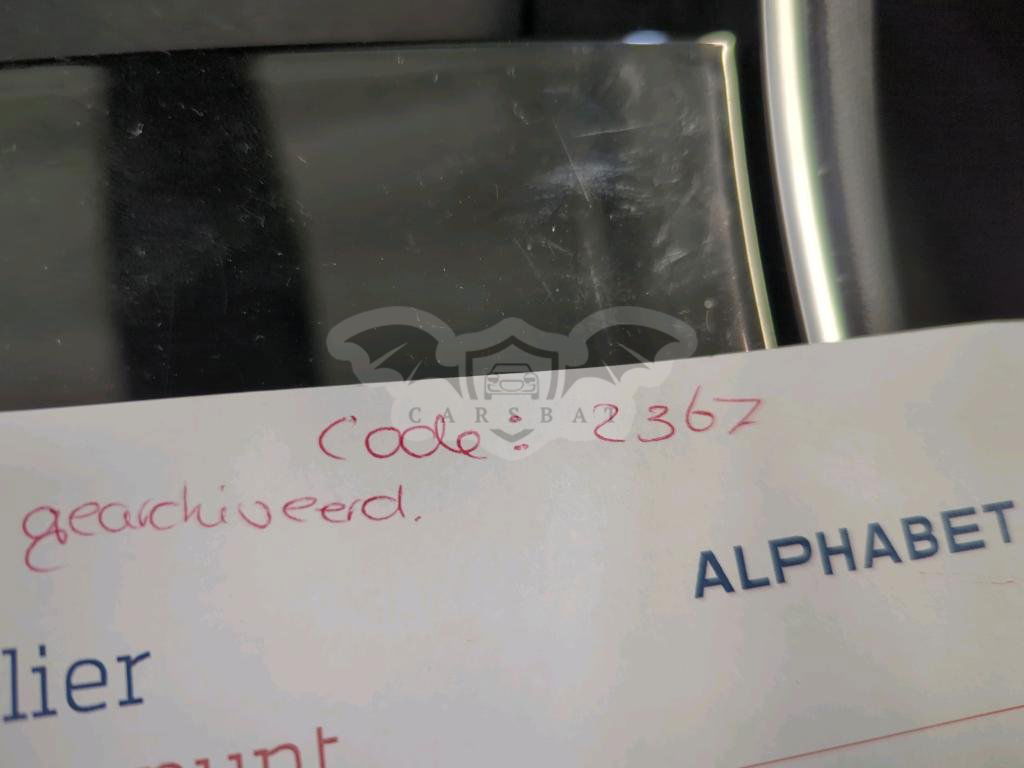 CARSBAT
Code: 2367
gearchiveerd.
ALPHABET
lier